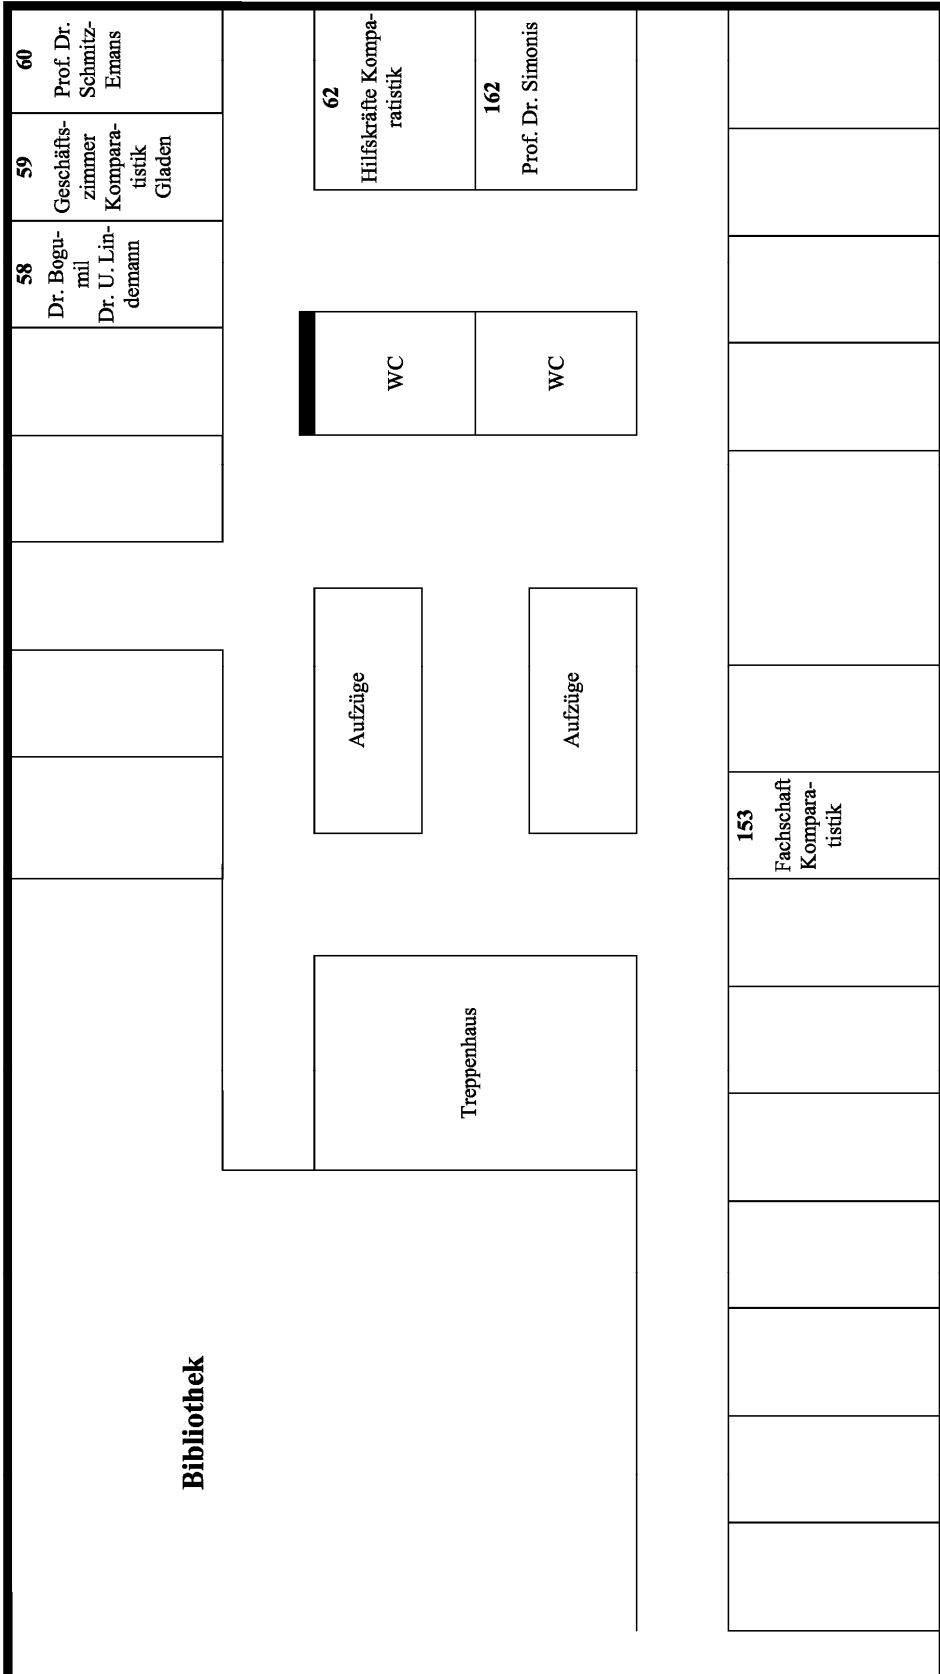 60
Prof. Dr.
Schmitz-
Emans
59
Geschäfts-
zimmer
Kompara-
tistik
Gladen
58
Dr. Bogu-
mil
Dr. U. Lin-
demann
62
Hilfskräfte Kompa-
ratistik
162
Prof. Dr. Simonis
WC
WC
Aufzüge
Aufzüge
153
Fachschaft
Kompara-
tistik
Treppenhaus
Bibliothek